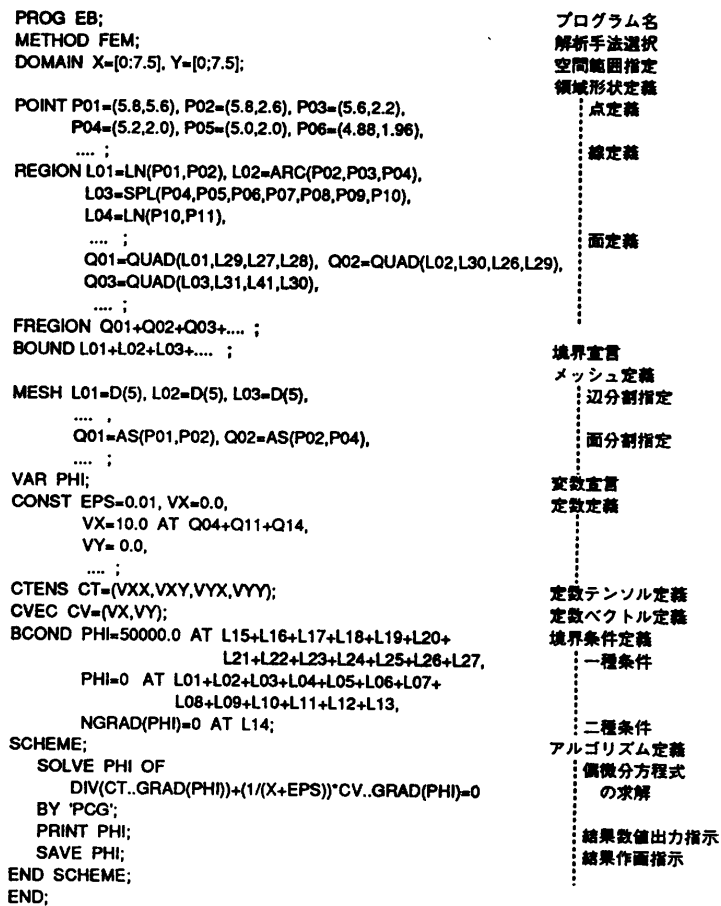 PROG EB; プログラム名
METHOD FEM; 解析手法選択
DOMAIN X=[0:7.5], Y=[0;7.5]; 空間範囲指定
領域形状定義
POINT P01=(5.8,5.6), P02=(5.8,2.6), P03=(5.6,2.2), 点定義
P04=(5.2,2.0), P05=(5.0,2.0), P06=(4.88,1.96),
.... ; 線定義
REGION L01=LN(P01,P02), L02=ARC(P02,P03,P04),
L03=SPL(P04,P05,P06,P07,P08,P09,P10),
L04=LN(P10,P11),
.... ; 面定義
Q01=QUAD(L01,L29,L27,L28), Q02=QUAD(L02,L30,L26,L29),
Q03=QUAD(L03,L31,L41,L30),
.... ;
FREGION Q01+Q02+Q03+.... ;
BOUND L01+L02+L03+.... ; 境界宣言
メッシュ定義
MESH L01=D(5), L02=D(5), L03=D(5), 辺分割指定
.... ,
Q01=AS(P01,P02), Q02=AS(P02,P04), 面分割指定
.... ;
VAR PHI; 変数宣言
CONST EPS=0.01, VX=0.0, 定数定義
VX=10.0 AT Q04+Q11+Q14,
VY= 0.0,
.... ;
CTENS CT=(VXX,VXY,VYX,VYY); 定数テンソル定義
CVEC CV=(VX,VY); 定数ベクトル定義
BCOND PHI=50000.0 AT L15+L16+L17+L18+L19+L20+ 境界条件定義
L21+L22+L23+L24+L25+L26+L27, 一種条件
PHI=0 AT L01+L02+L03+L04+L05+L06+L07+
L08+L09+L10+L11+L12+L13,
NGRAD(PHI)=0 AT L14; 二種条件
SCHEME; アルゴリズム定義
SOLVE PHI OF 偏微分方程式
DIV(CT..GRAD(PHI))+(1/(X+EPS))*CV..GRAD(PHI)=0 の求解
BY 'PCG';
PRINT PHI; 結果数値出力指示
SAVE PHI; 結果作画指示
END SCHEME;
END;